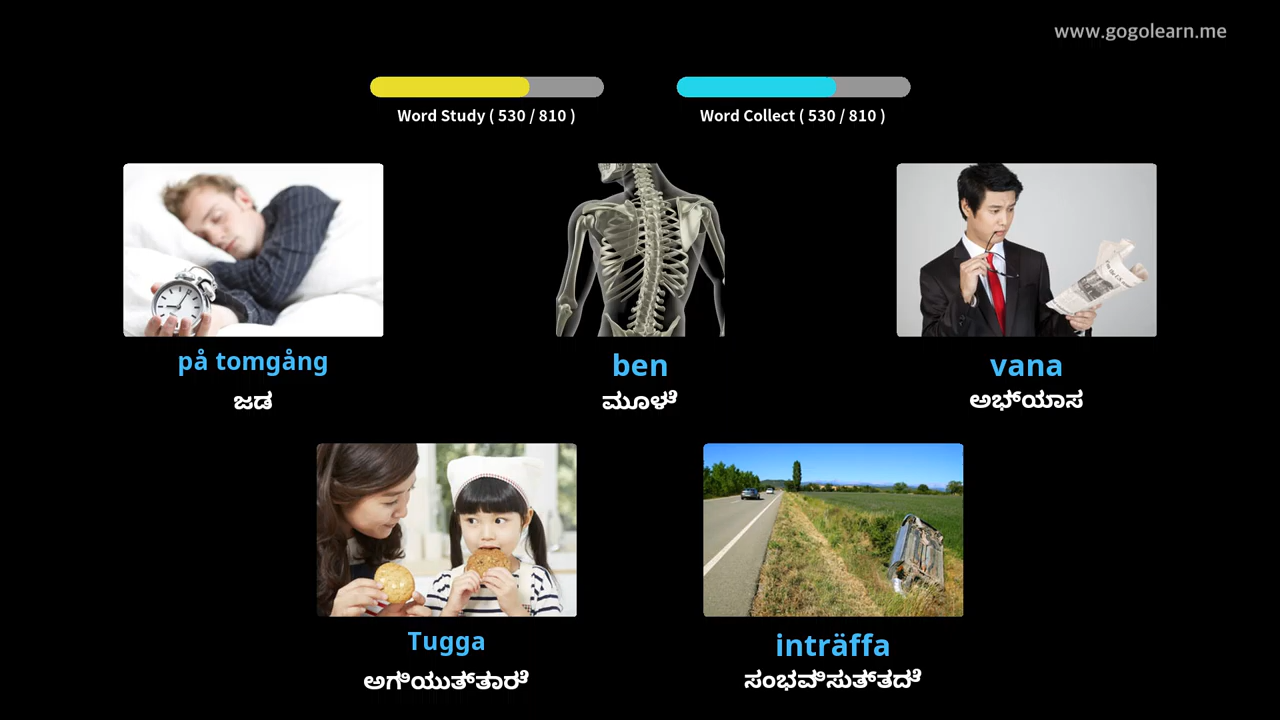 www.gogolearn.me
Word Study ( 530 / 810 )
Word Collect ( 530 / 810 )
på tomgång
ben
vana
ಜಡ
ಮೂಳೆ
ಅಭ್ಯಾಸ
Tugga
inträffa
ಅಗಿಯುತ್ತಾರೆ
ಸಂಭವಿಸುತ್ತದೆ